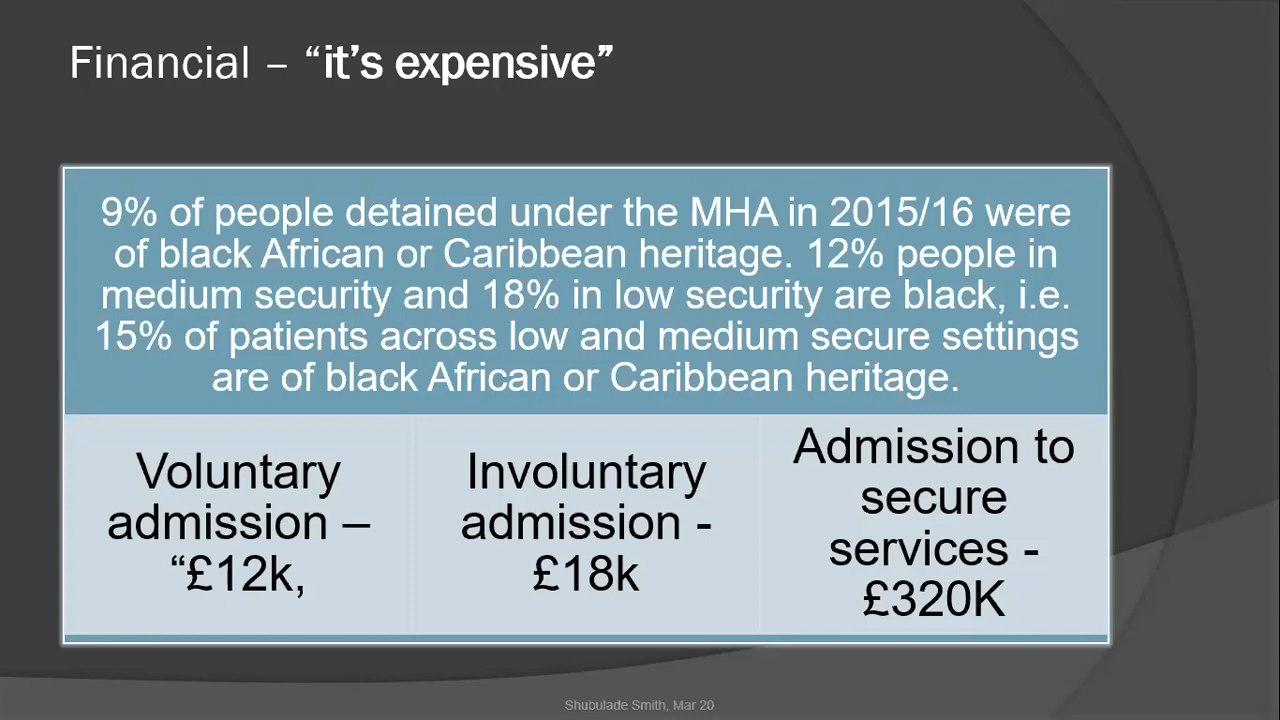 Financial – “it’s expensive”
9% of people detained under the MHA in 2015/16 were
of black African or Caribbean heritage. 12% people in
medium security and 18% in low security are black, i.e.
15% of patients across low and medium secure settings
are of black African or Caribbean heritage.
Voluntary
admission –
“£12k,
Involuntary
admission -
£18k
Admission to
secure
services -
£320K
Shubulade Smith, Mar 20